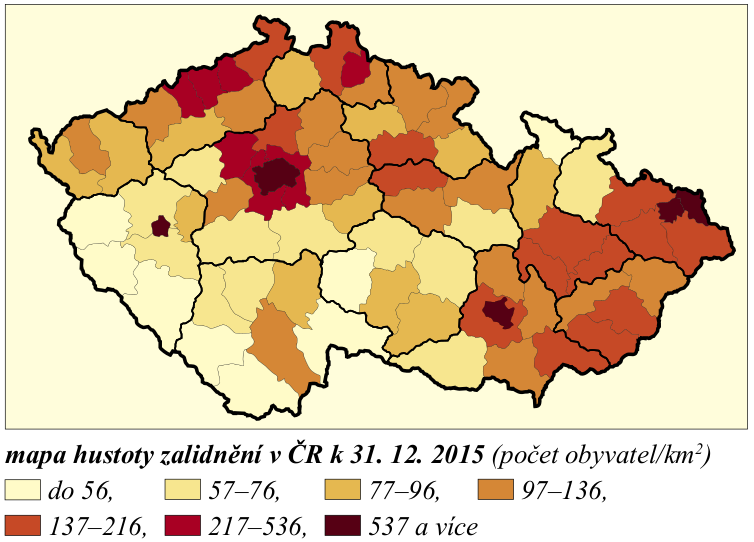 mapa hustoty zalidnění v ČR k 31. 12. 2015 (počet obyvatel/km²)
do 56, 57–76, 77–96, 97–136,
137–216, 217–536, 537 a více